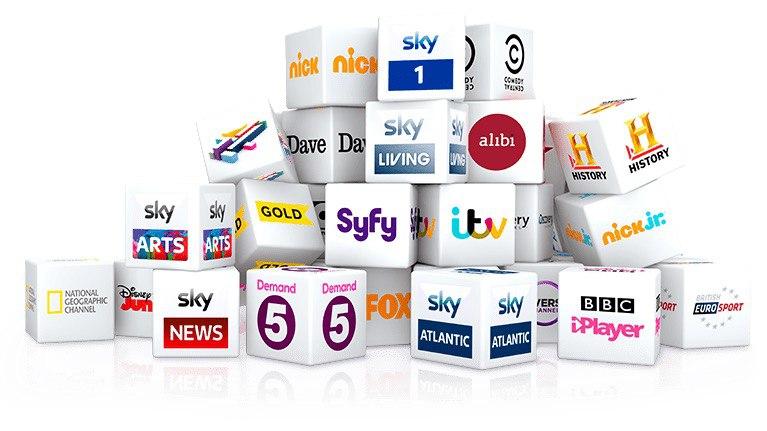 nick
nick
sky
1
COMEDY
CENTRAL
Dave
sky
LIVING
LIVING
alibi
H
HISTORY
H
HISTORY
sky
ARTS
sky
ARTS
GOLD
Syfy
itv
nick jr.
NATIONAL
GEOGRAPHIC
CHANNEL
Disney
sky
NEWS
Demand
5
Demand
5
FOX
sky
ATLANTIC
sky
ATLANTIC
BBC
iPlayer
BRITISH
EUROSPORT